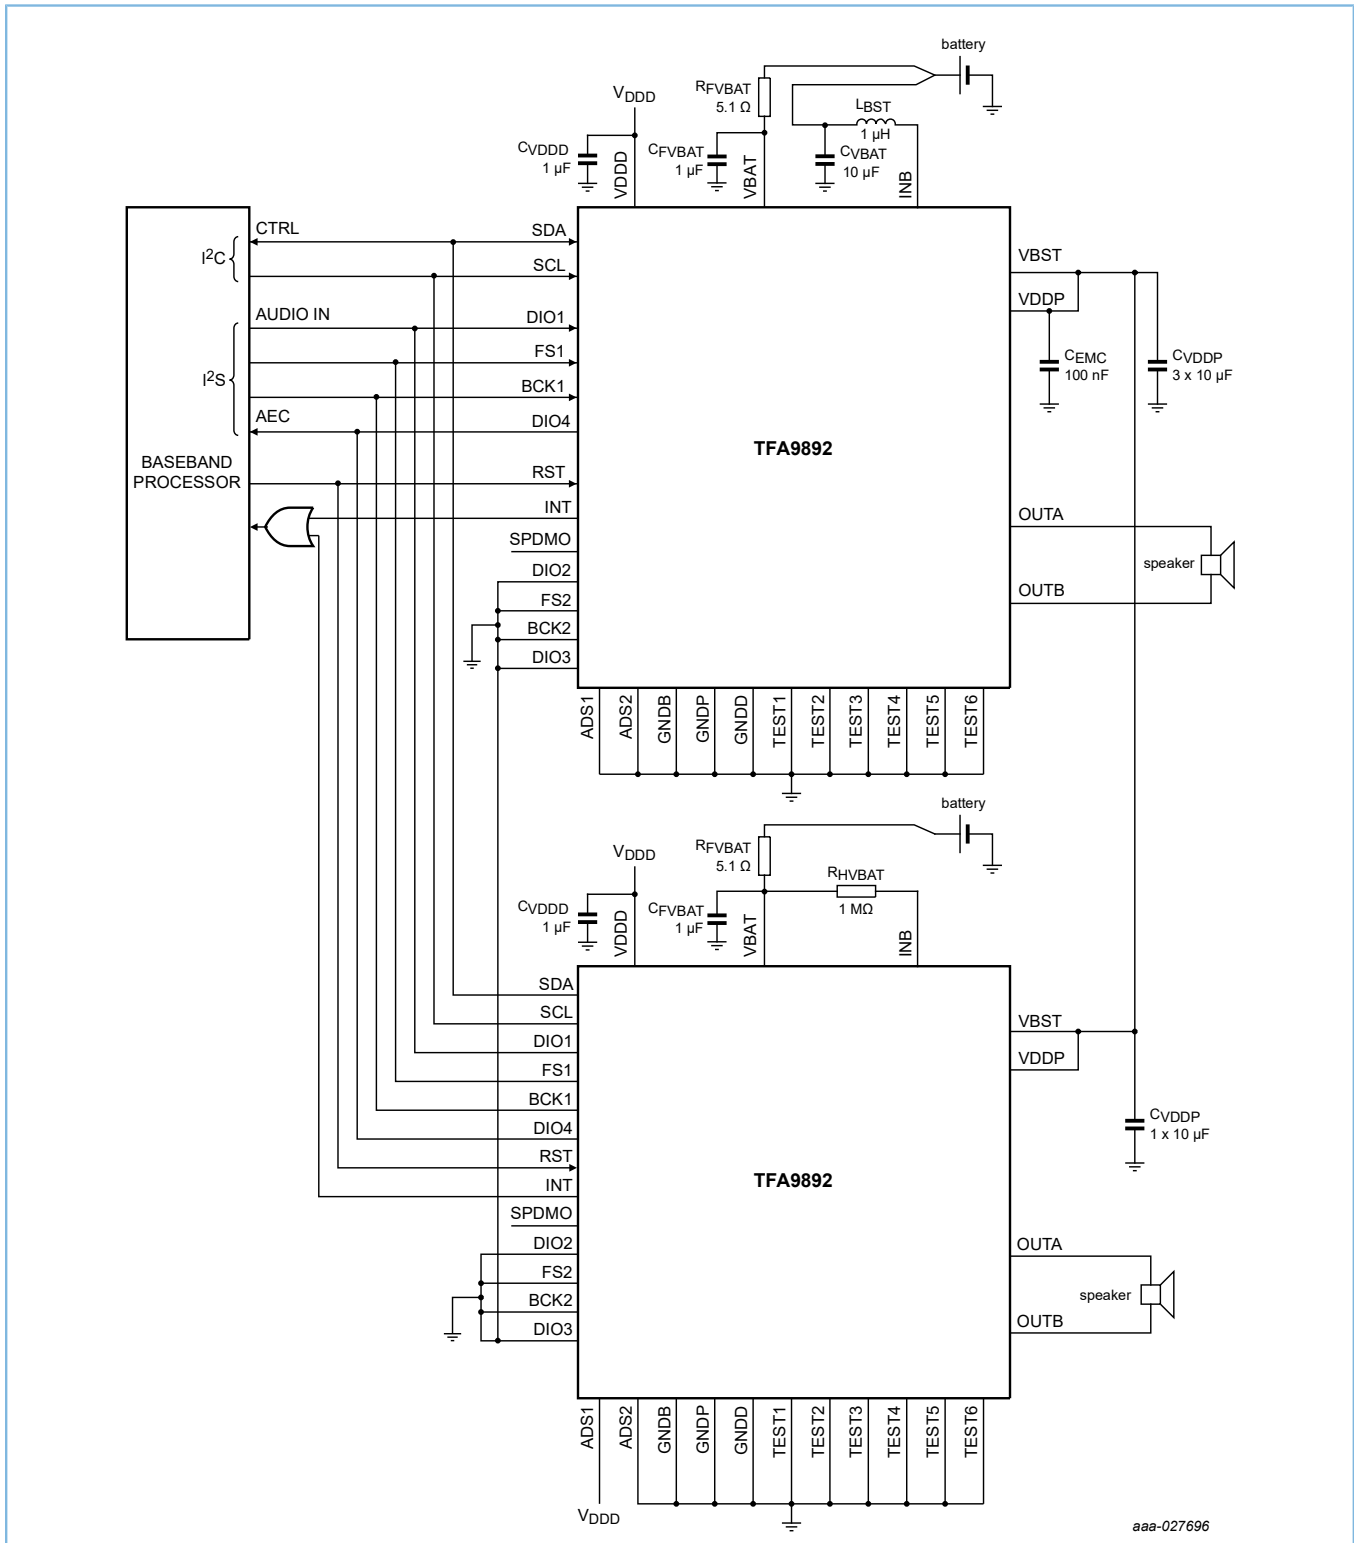 battery
RFVBAT
5.1 Ω
LBST
1 µH
VDDD
CVDDD
1 µF
CFVBAT
1 µF
CVBAT
10 µF
VDDD
VBAT
INB
CTRL
SDA
I2C
SCL
AUDIO IN
DIO1
FS1
I2S
BCK1
AEC
DIO4
BASEBAND
PROCESSOR
RST
INT
SPDMO
DIO2
FS2
BCK2
DIO3
TFA9892
VBST
VDDP
CEMC
100 nF
CVDDP
3 x 10 µF
OUTA
speaker
OUTB
ADS1
ADS2
GNDB
GNDP
GNDD
TEST1
TEST2
TEST3
TEST4
TEST5
TEST6
battery
RFVBAT
5.1 Ω
VDDD
RHVBAT
1 MΩ
CVDDD
1 µF
CFVBAT
1 µF
VDDD
VBAT
INB
SDA
SCL
DIO1
FS1
BCK1
DIO4
RST
INT
SPDMO
DIO2
FS2
BCK2
DIO3
TFA9892
VBST
VDDP
CVDDP
1 x 10 µF
OUTA
speaker
OUTB
ADS1
ADS2
GNDB
GNDP
GNDD
TEST1
TEST2
TEST3
TEST4
TEST5
TEST6
VDDD
aaa-027696